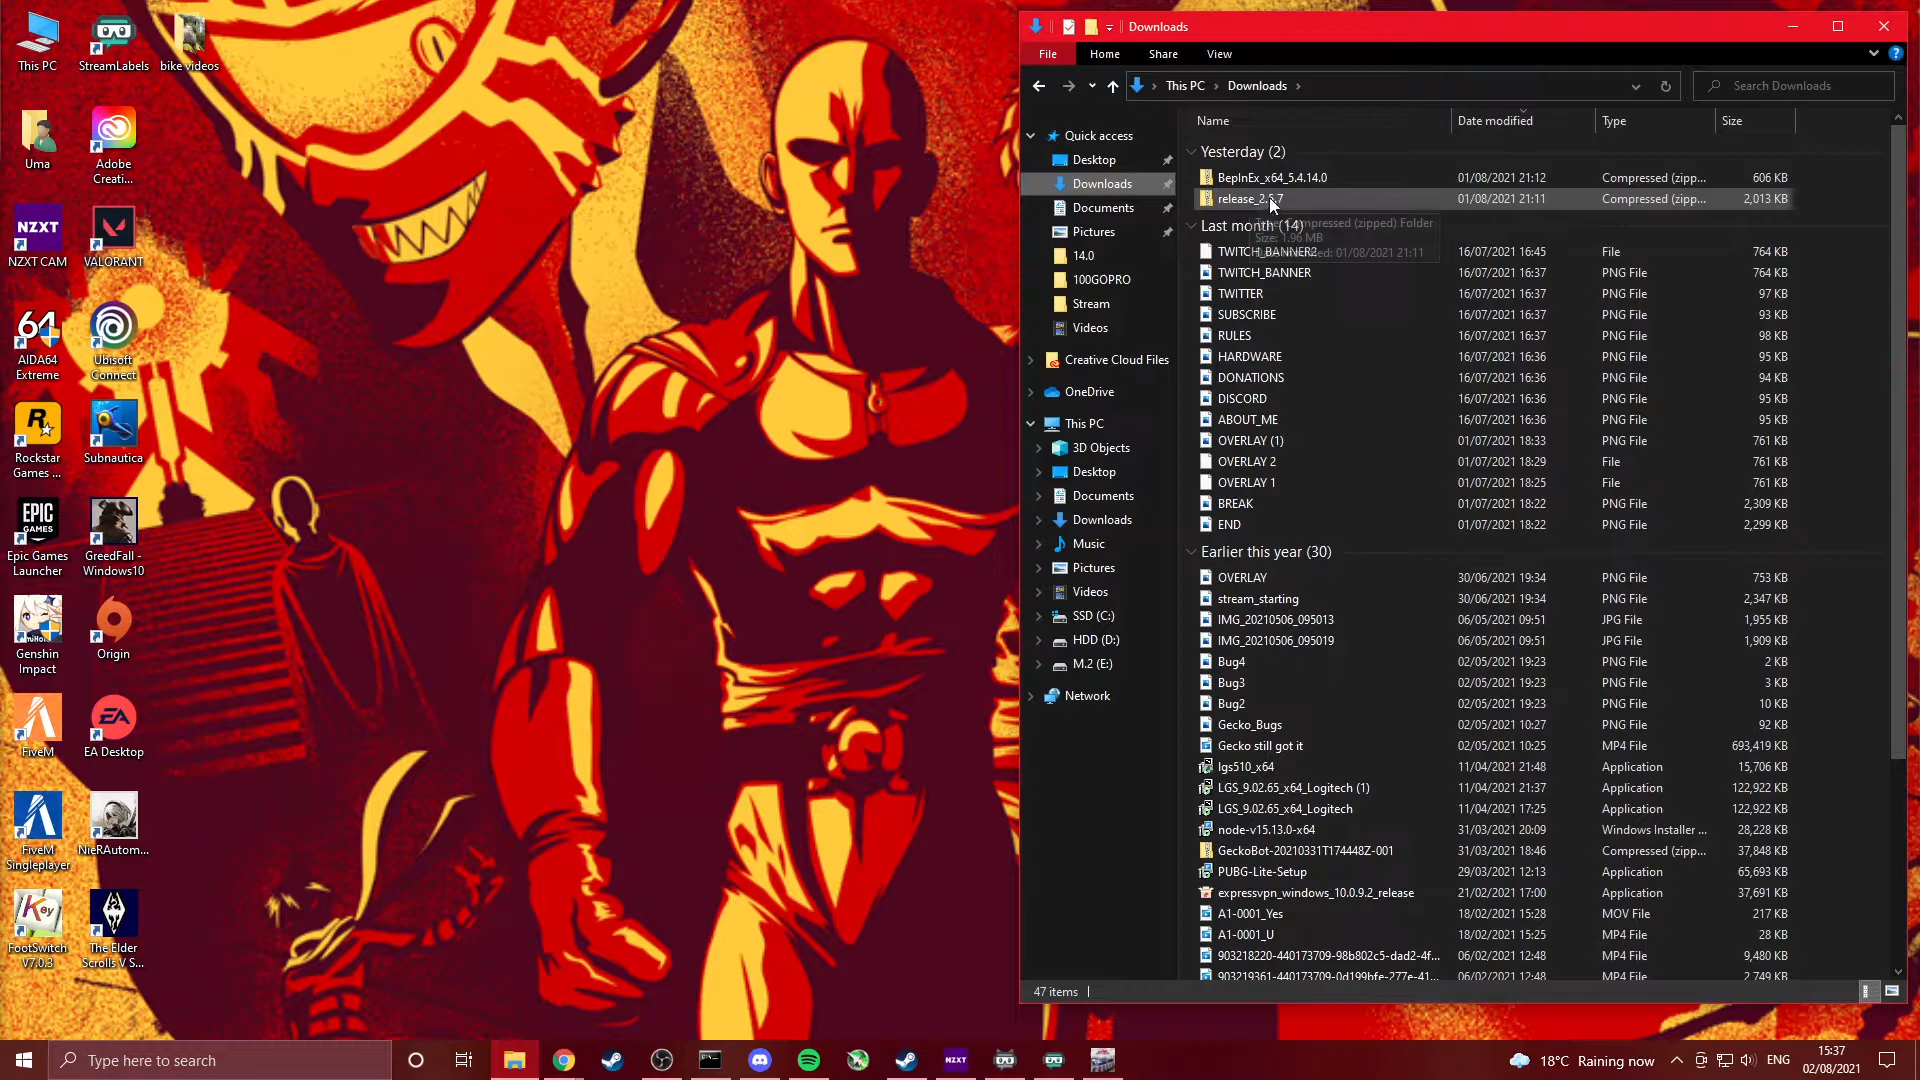 This PC
StreamLabels
bike videos
Uma
Adobe
Creati...
NZXT
NZXT CAM
VALORANT
64
AIDA64
Extreme
Ubisoft
Connect
Rockstar
Games ...
Subnautica
EPIC
GAMES
Epic Games
Launcher
GreedFall -
Windows10
Genshin
Impact
Origin
FiveM
EA
EA Desktop
FiveM
Singleplayer
NieRAutom...
Key
FootSwitch
V7.0.3
The Elder
Scrolls V S...
Downloads
File
Home
Share
View
This PC
Downloads
Search Downloads
Quick access
Desktop
Downloads
Documents
Pictures
14.0
100GOPRO
Stream
Videos
Creative Cloud Files
OneDrive
This PC
3D Objects
Desktop
Documents
Downloads
Music
Pictures
Videos
SSD (C:)
HDD (D:)
M.2 (E:)
Network
Name Date modified Type Size
Yesterday (2)
BepInEx_x64_5.4.14.0 01/08/2021 21:12 Compressed (zipp... 606 KB
01/08/2021 21:11 Compressed (zipp... 2,013 KB
Last month (14)
Size: 1.96 MB
01/08/2021 21:11
TWITCH_BANNER2 16/07/2021 16:45 File 764 KB
TWITCH_BANNER 16/07/2021 16:37 PNG File 764 KB
TWITTER 16/07/2021 16:37 PNG File 97 KB
SUBSCRIBE 16/07/2021 16:37 PNG File 93 KB
RULES 16/07/2021 16:37 PNG File 98 KB
HARDWARE 16/07/2021 16:36 PNG File 95 KB
DONATIONS 16/07/2021 16:36 PNG File 94 KB
DISCORD 16/07/2021 16:36 PNG File 95 KB
ABOUT_ME 16/07/2021 16:36 PNG File 95 KB
OVERLAY (1) 01/07/2021 18:33 PNG File 761 KB
OVERLAY 2 01/07/2021 18:29 File 761 KB
OVERLAY 1 01/07/2021 18:25 File 761 KB
BREAK 01/07/2021 18:22 PNG File 2,309 KB
END 01/07/2021 18:22 PNG File 2,299 KB
Earlier this year (30)
OVERLAY 30/06/2021 19:34 PNG File 753 KB
stream_starting 30/06/2021 19:34 PNG File 2,347 KB
IMG_20210506_095013 06/05/2021 09:51 JPG File 1,955 KB
IMG_20210506_095019 06/05/2021 09:51 JPG File 1,909 KB
Bug4 02/05/2021 19:23 PNG File 2 KB
Bug3 02/05/2021 19:23 PNG File 3 KB
Bug2 02/05/2021 19:23 PNG File 10 KB
Gecko_Bugs 02/05/2021 10:27 PNG File 92 KB
Gecko still got it 02/05/2021 10:25 MP4 File 693,419 KB
lgs510_x64 11/04/2021 21:48 Application 15,706 KB
LGS_9.02.65_x64_Logitech (1) 11/04/2021 21:37 Application 122,922 KB
LGS_9.02.65_x64_Logitech 11/04/2021 17:25 Application 122,922 KB
node-v15.13.0-x64 31/03/2021 20:09 Windows Installer ... 28,228 KB
GeckoBot-20210331T174448Z-001 31/03/2021 18:46 Compressed (zipp... 37,848 KB
PUBG-Lite-Setup 29/03/2021 12:13 Application 65,693 KB
expressvpn_windows_10.0.9.2_release 21/02/2021 17:00 Application 37,691 KB
A1-0001_Yes 18/02/2021 15:28 MOV File 217 KB
A1-0001_U 18/02/2021 15:25 MP4 File 28 KB
903218220-440173709-98b802c5-dad2-4f... 06/02/2021 12:48 MP4 File 9,480 KB
903219361-440173709-0d199bfe-277e-41... 06/02/2021 12:48 MP4 File 2,749 KB
47 items
Type here to search
NZXT
18°C Raining now
ENG
15:37
02/08/2021